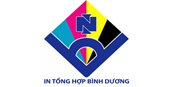 N
IN TỔNG HỢP BÌNH DƯƠNG